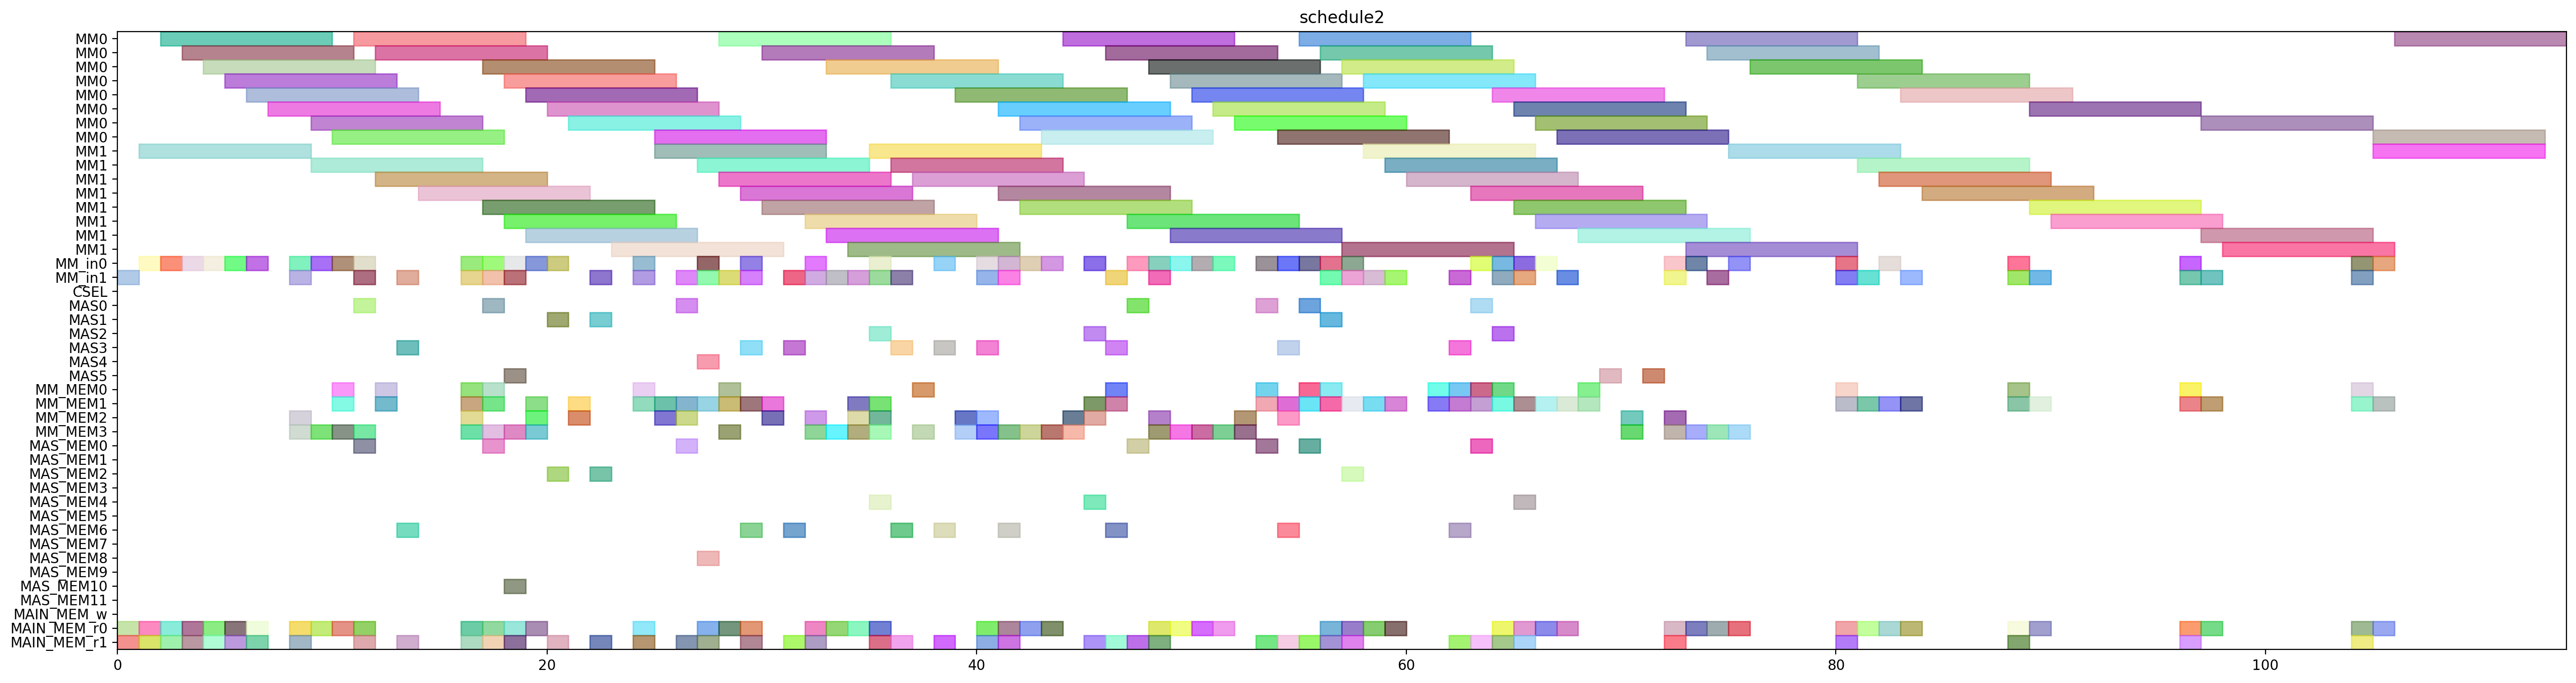 schedule2
MM0
MM0
MM0
MM0
MM0
MM0
MM0
MM0
MM1
MM1
MM1
MM1
MM1
MM1
MM1
MM1
MM_in0
MM_in1
CSEL
MAS0
MAS1
MAS2
MAS3
MAS4
MAS5
MM_MEM0
MM_MEM1
MM_MEM2
MM_MEM3
MAS_MEM0
MAS_MEM1
MAS_MEM2
MAS_MEM3
MAS_MEM4
MAS_MEM5
MAS_MEM6
MAS_MEM7
MAS_MEM8
MAS_MEM9
MAS_MEM10
MAS_MEM11
MAIN_MEM_w
MAIN_MEM_r0
MAIN_MEM_r1
0 20 40 60 80 100